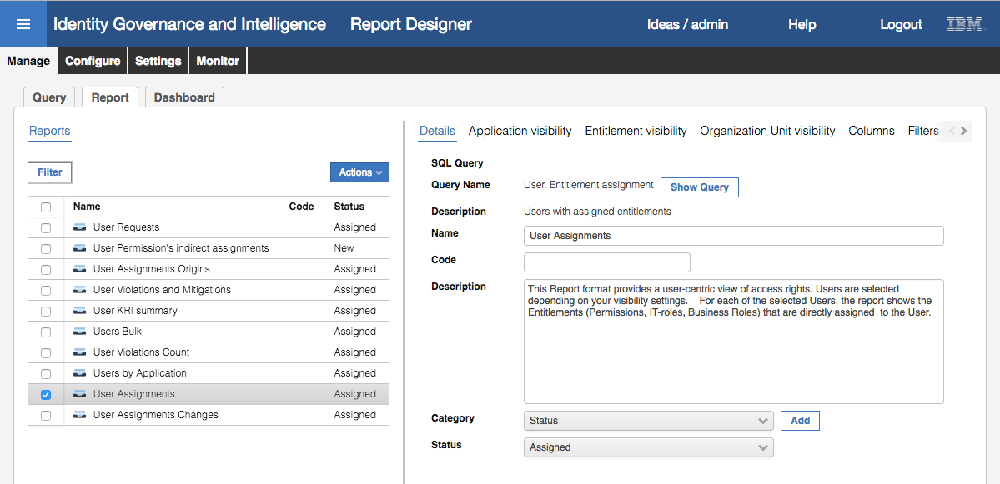 Identity Governance and Intelligence Report Designer Ideas / admin Help Logout IBM
Manage Configure Settings Monitor
Query Report Dashboard
Reports
Filter Actions
Name Code Status
User Requests Assigned
User Permission's indirect assignments New
User Assignments Origins Assigned
User Violations and Mitigations Assigned
User KRI summary Assigned
Users Bulk Assigned
User Violations Count Assigned
Users by Application Assigned
User Assignments Assigned
User Assignments Changes Assigned
Details Application visibility Entitlement visibility Organization Unit visibility Columns Filters
SQL Query
Query Name User. Entitlement assignment Show Query
Description Users with assigned entitlements
Name User Assignments
Code
Description This Report format provides a user-centric view of access rights. Users are selected
depending on your visibility settings. For each of the selected Users, the report shows the
Entitlements (Permissions, IT-roles, Business Roles) that are directly assigned to the User.
Category Status Add
Status Assigned